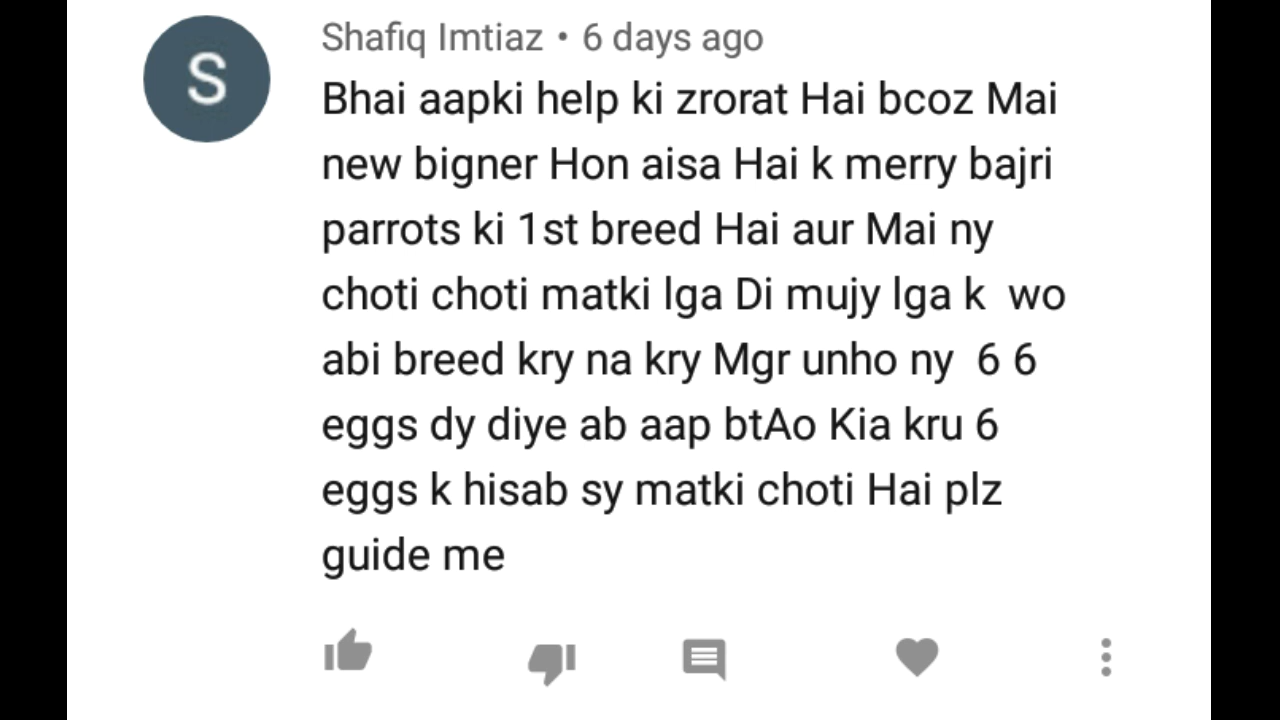 S
Shafiq Imtiaz • 6 days ago
Bhai aapki help ki zrorat Hai bcoz Mai
new bigner Hon aisa Hai k merry bajri
parrots ki 1st breed Hai aur Mai ny
choti choti matki lga Di mujy lga k  wo
abi breed kry na kry Mgr unho ny  6 6
eggs dy diye ab aap btAo Kia kru 6
eggs k hisab sy matki choti Hai plz
guide me